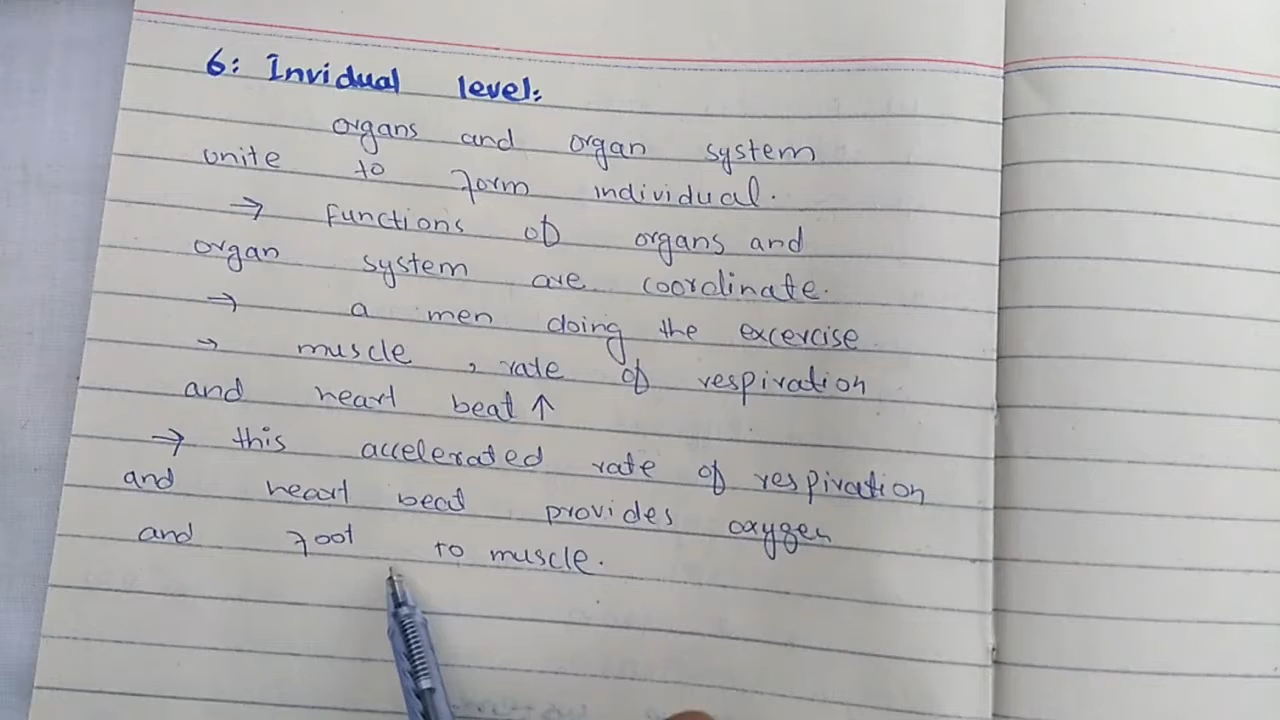 6: Invidual level:
organs and organ system
unite to form individual.
→ functions of organs and
organ system are coordinate.
→ a men doing the excercise
→ muscle, rate of respiration
and heart beat ↑
→ this accelerated rate of respiration
and heart beat provides oxygen
and foot to muscle.